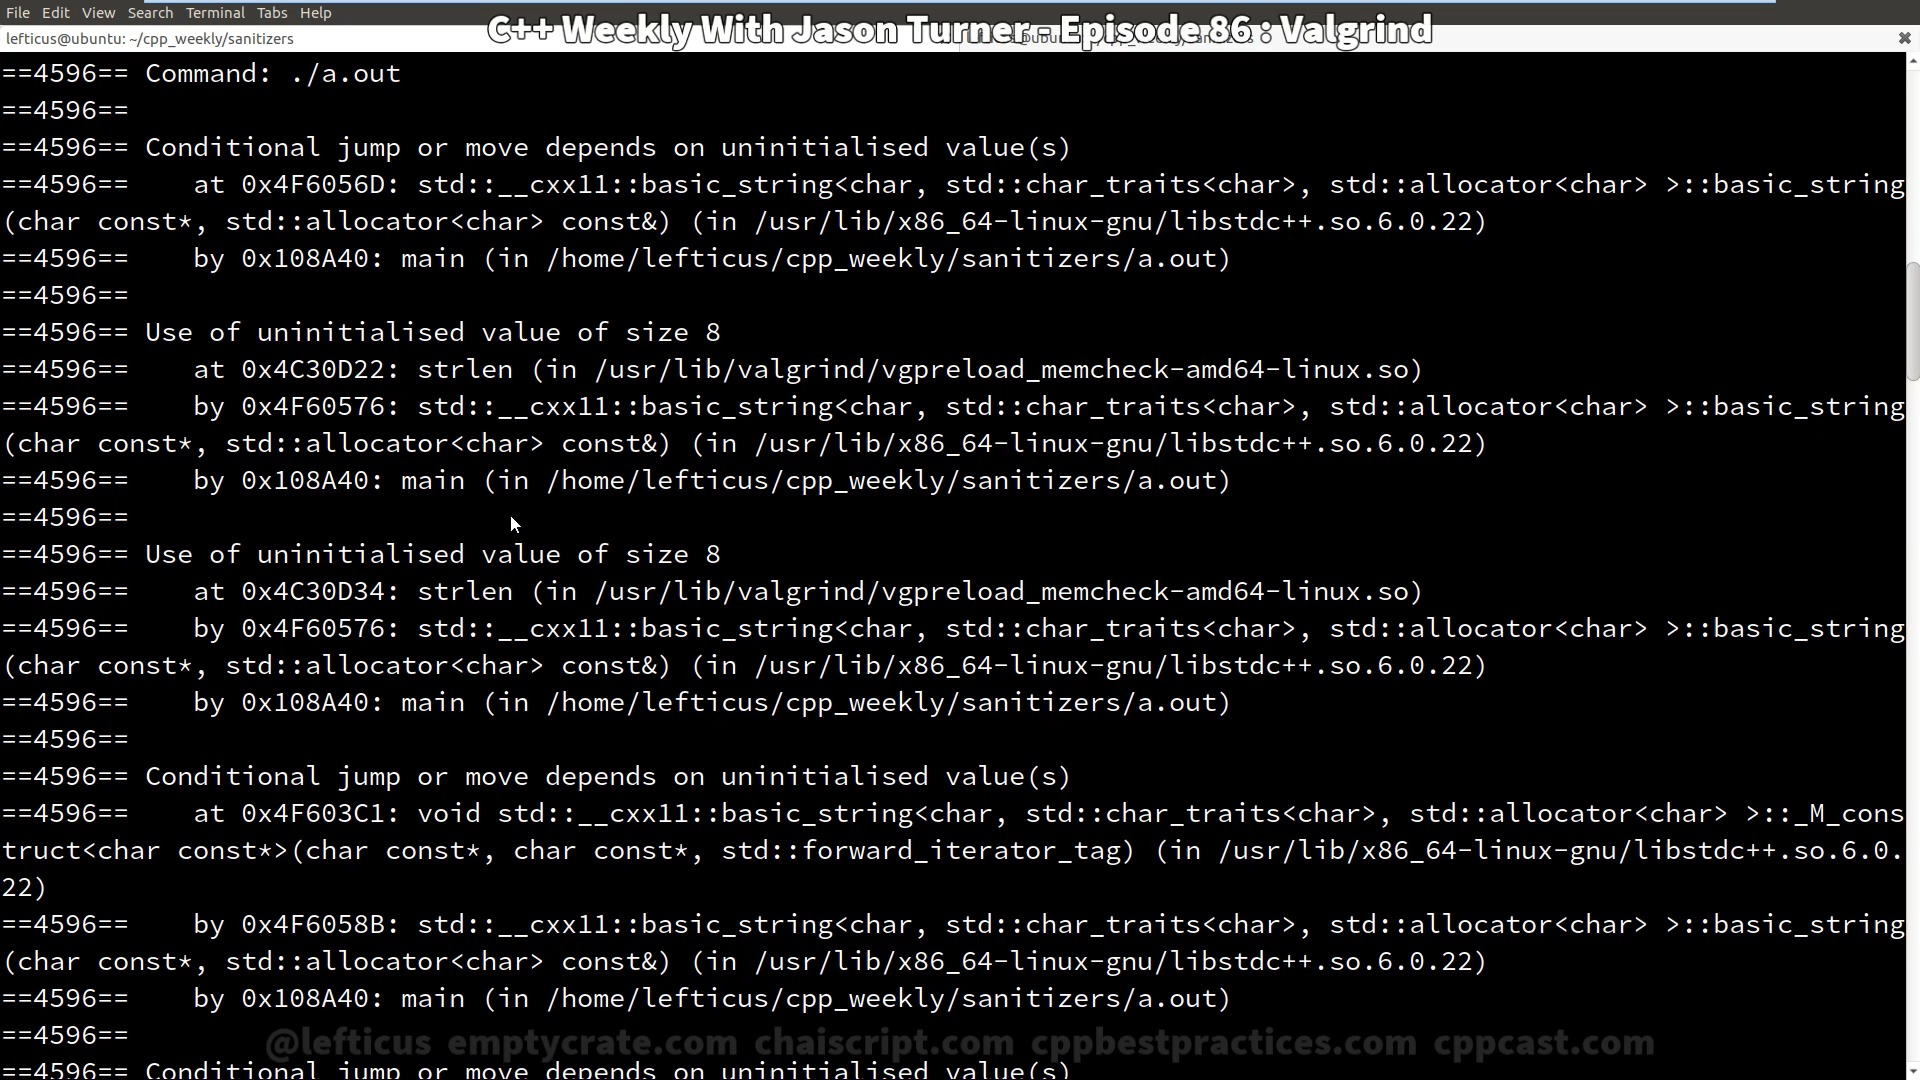 File Edit View Search Terminal Tabs Help
C++ Weekly With Jason Turner - Episode 86 : Valgrind
lefticus@ubuntu: ~/cpp_weekly/sanitizers
==4596== Command: ./a.out
==4596==
==4596== Conditional jump or move depends on uninitialised value(s)
==4596==    at 0x4F6056D: std::__cxx11::basic_string<char, std::char_traits<char>, std::allocator<char> >::basic_string
(char const*, std::allocator<char> const&) (in /usr/lib/x86_64-linux-gnu/libstdc++.so.6.0.22)
==4596==    by 0x108A40: main (in /home/lefticus/cpp_weekly/sanitizers/a.out)
==4596==
==4596== Use of uninitialised value of size 8
==4596==    at 0x4C30D22: strlen (in /usr/lib/valgrind/vgpreload_memcheck-amd64-linux.so)
==4596==    by 0x4F60576: std::__cxx11::basic_string<char, std::char_traits<char>, std::allocator<char> >::basic_string
(char const*, std::allocator<char> const&) (in /usr/lib/x86_64-linux-gnu/libstdc++.so.6.0.22)
==4596==    by 0x108A40: main (in /home/lefticus/cpp_weekly/sanitizers/a.out)
==4596==
==4596== Use of uninitialised value of size 8
==4596==    at 0x4C30D34: strlen (in /usr/lib/valgrind/vgpreload_memcheck-amd64-linux.so)
==4596==    by 0x4F60576: std::__cxx11::basic_string<char, std::char_traits<char>, std::allocator<char> >::basic_string
(char const*, std::allocator<char> const&) (in /usr/lib/x86_64-linux-gnu/libstdc++.so.6.0.22)
==4596==    by 0x108A40: main (in /home/lefticus/cpp_weekly/sanitizers/a.out)
==4596==
==4596== Conditional jump or move depends on uninitialised value(s)
==4596==    at 0x4F603C1: void std::__cxx11::basic_string<char, std::char_traits<char>, std::allocator<char> >::_M_cons
truct<char const*>(char const*, char const*, std::forward_iterator_tag) (in /usr/lib/x86_64-linux-gnu/libstdc++.so.6.0.
22)
==4596==    by 0x4F6058B: std::__cxx11::basic_string<char, std::char_traits<char>, std::allocator<char> >::basic_string
(char const*, std::allocator<char> const&) (in /usr/lib/x86_64-linux-gnu/libstdc++.so.6.0.22)
==4596==    by 0x108A40: main (in /home/lefticus/cpp_weekly/sanitizers/a.out)
==4596==
@lefticus emptycrate.com chaiscript.com cppbestpractices.com cppcast.com
==4596== Conditional jump or move depends on uninitialised value(s)